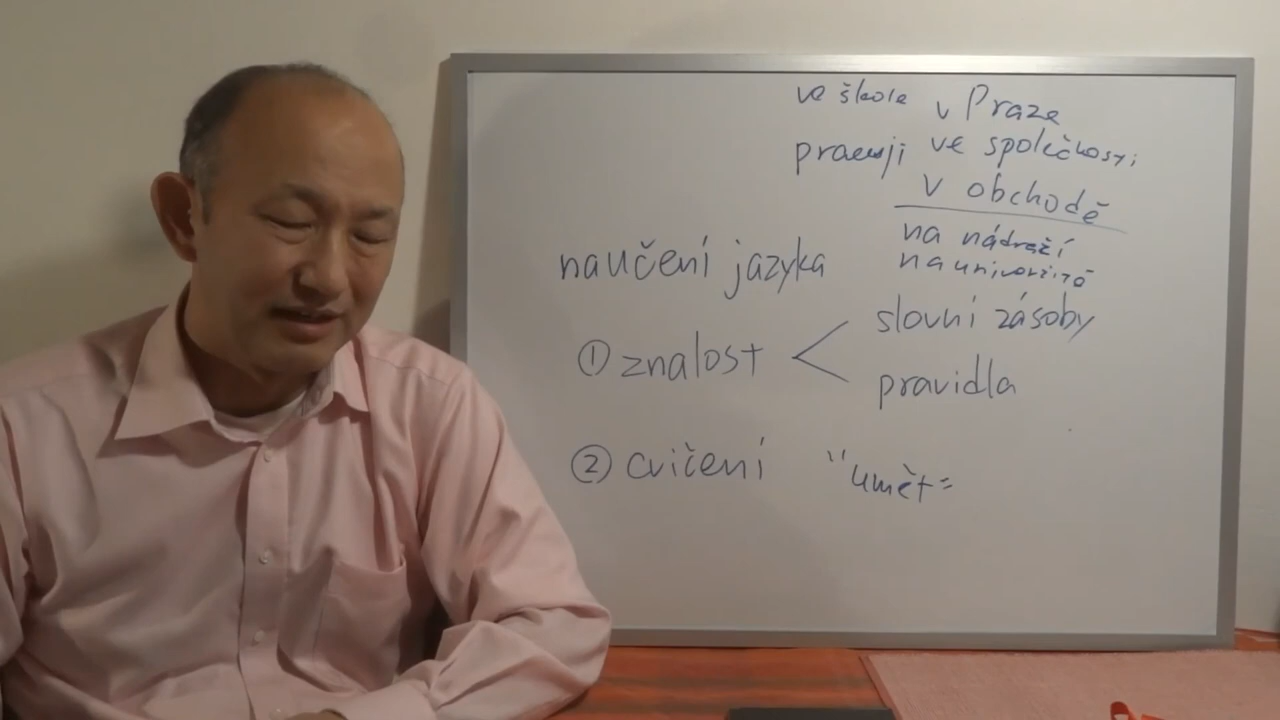 ve škole v Praze
pracuji ve společnosti
v obchodě
na nádraží
na univerzitě
naučení jazyka
① znalost < slovní zásoby
pravidla
② cvičení "umět"